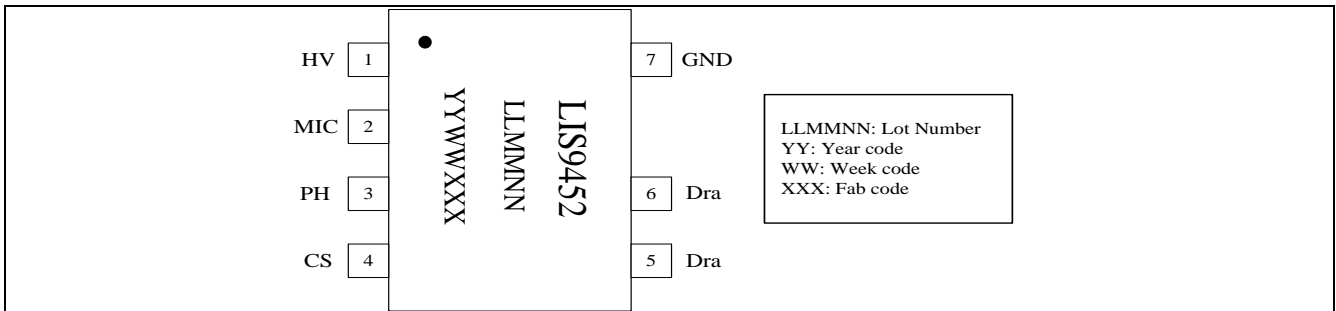 HV 1
MIC 2
PH 3
CS 4
LIS9452
LLMMNN
YYWWXXX
7 GND
6 Dra
5 Dra
LLMMNN: Lot Number
YY: Year code
WW: Week code
XXX: Fab code